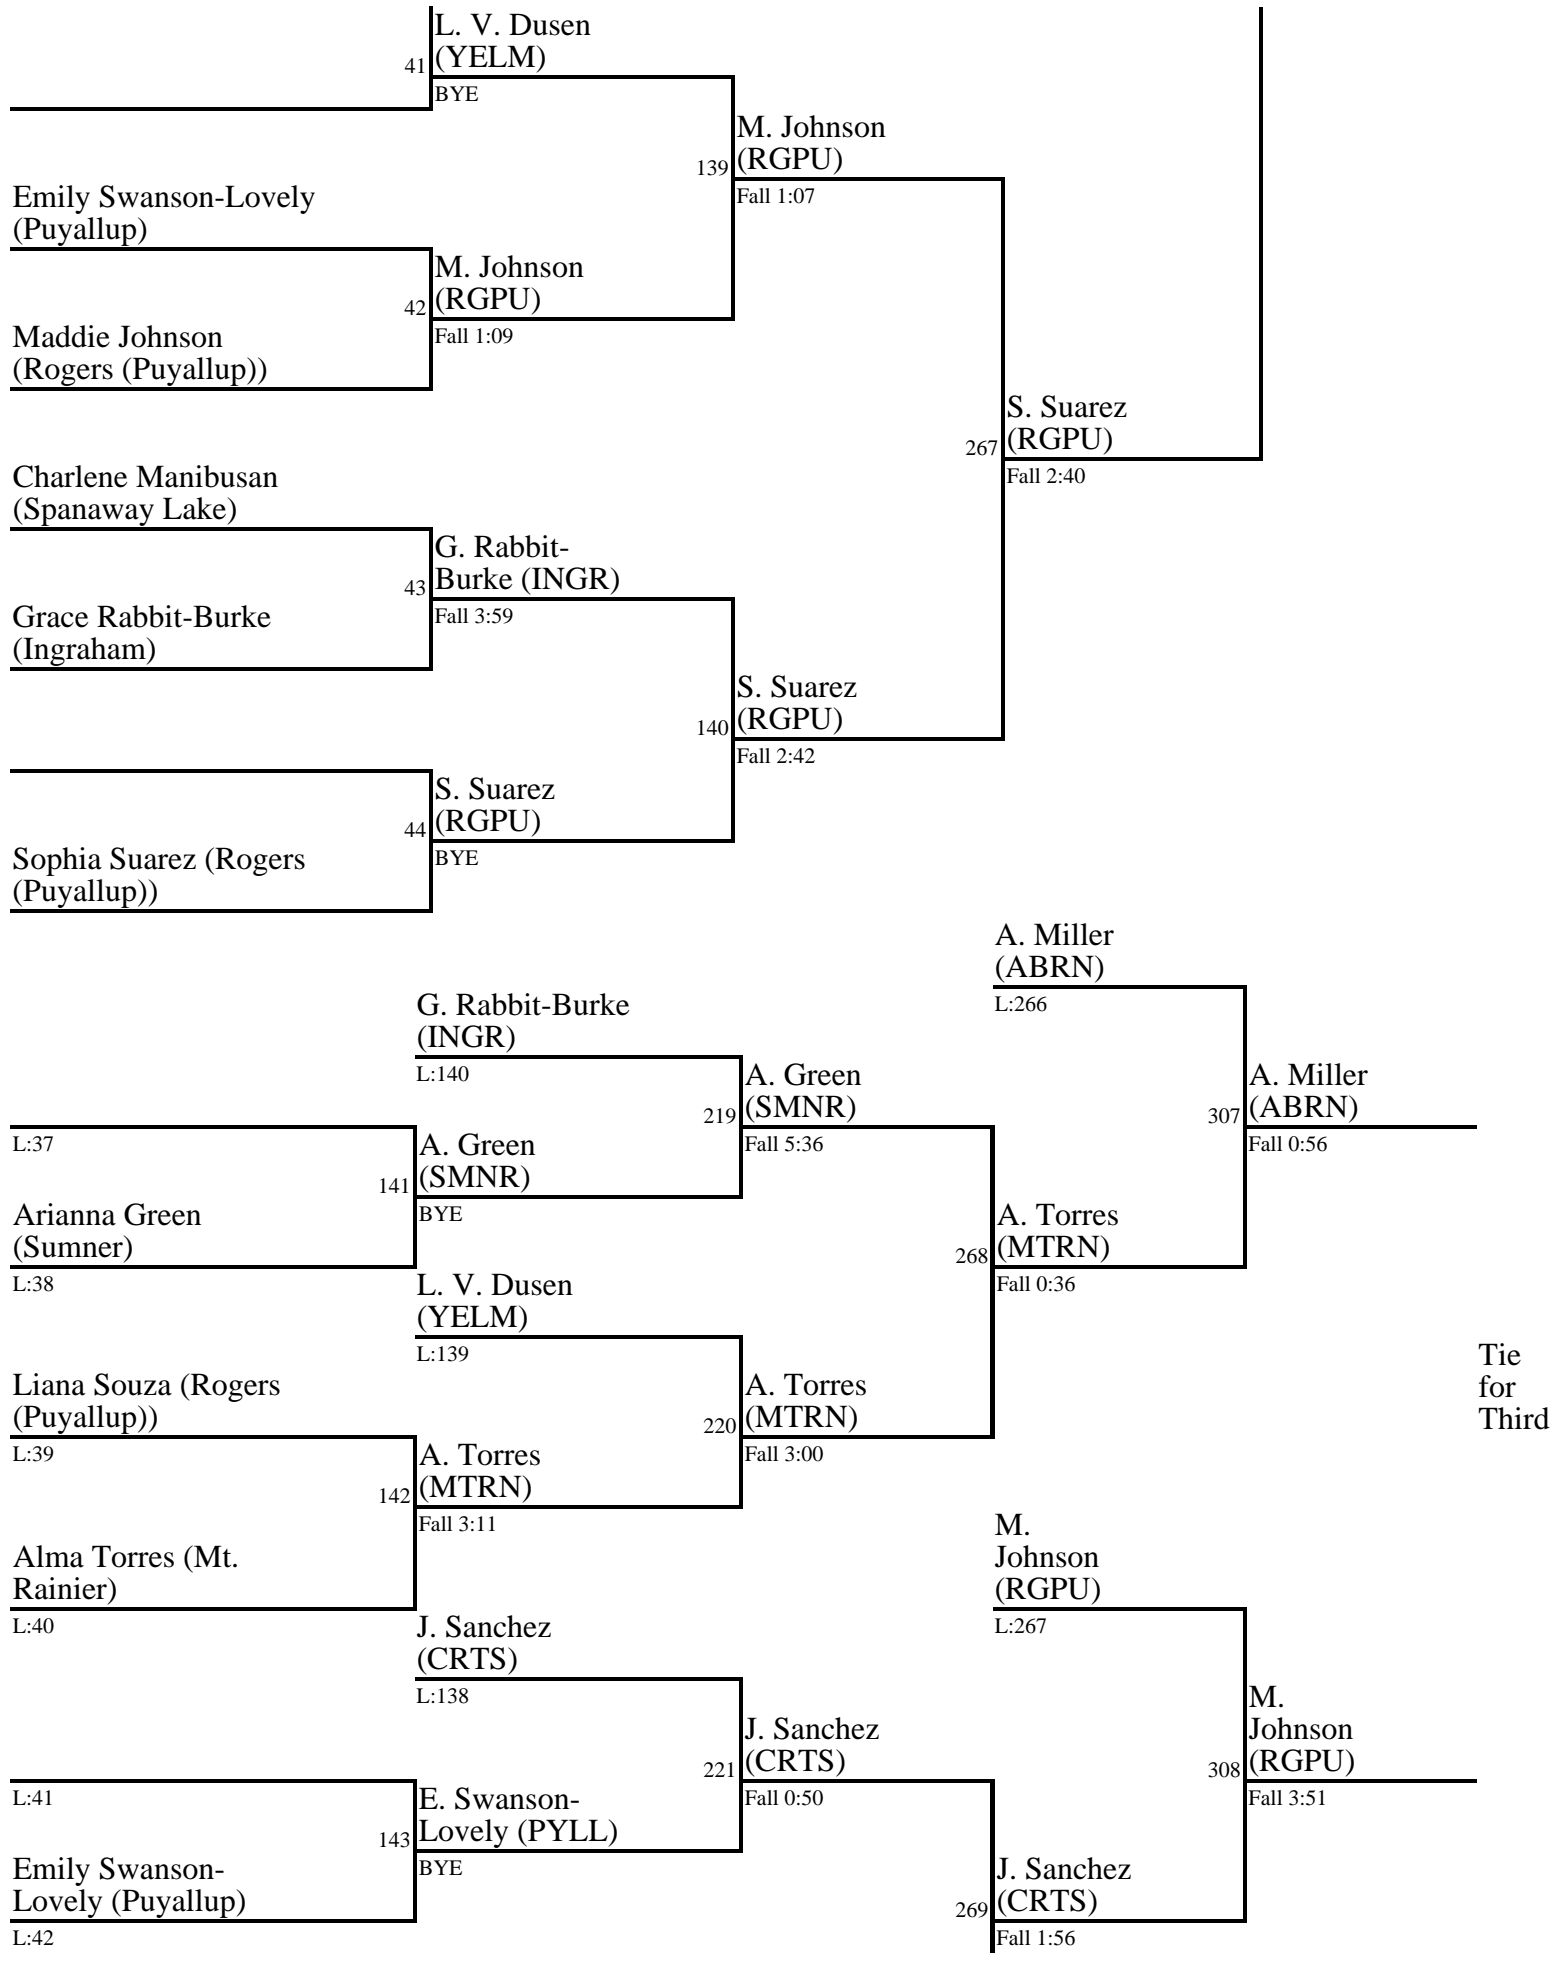 L. V. Dusen
(YELM)
41
BYE
M. Johnson
(RGPU)
139
Fall 1:07
Emily Swanson-Lovely
(Puyallup)
M. Johnson
(RGPU)
42
Fall 1:09
Maddie Johnson
(Rogers (Puyallup))
S. Suarez
(RGPU)
267
Fall 2:40
Charlene Manibusan
(Spanaway Lake)
G. Rabbit-
Burke (INGR)
43
Fall 3:59
Grace Rabbit-Burke
(Ingraham)
S. Suarez
(RGPU)
140
Fall 2:42
S. Suarez
(RGPU)
44
BYE
Sophia Suarez (Rogers
(Puyallup))
A. Miller
(ABRN)
L:266
G. Rabbit-Burke
(INGR)
L:140
A. Green
(SMNR)
219
Fall 5:36
A. Miller
(ABRN)
307
Fall 0:56
L:37
A. Green
(SMNR)
141
BYE
Arianna Green
(Sumner)
L:38
A. Torres
(MTRN)
268
Fall 0:36
L. V. Dusen
(YELM)
L:139
Tie
for
Third
Liana Souza (Rogers
(Puyallup))
L:39
A. Torres
(MTRN)
220
Fall 3:00
A. Torres
(MTRN)
142
Fall 3:11
M.
Johnson
(RGPU)
L:267
Alma Torres (Mt.
Rainier)
L:40
J. Sanchez
(CRTS)
L:138
M.
Johnson
(RGPU)
308
Fall 3:51
J. Sanchez
(CRTS)
221
Fall 0:50
L:41
E. Swanson-
Lovely (PYLL)
143
BYE
Emily Swanson-
Lovely (Puyallup)
L:42
J. Sanchez
(CRTS)
269
Fall 1:56